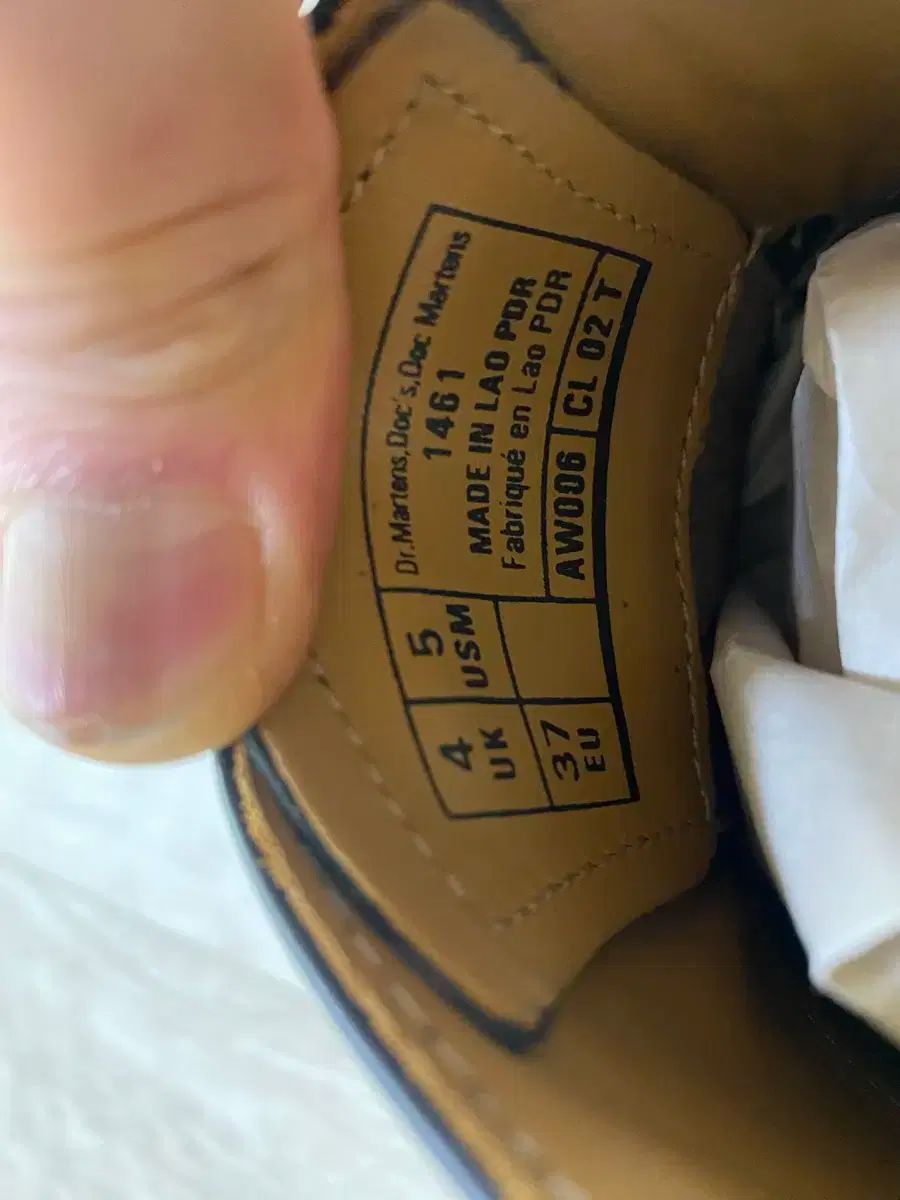 Dr.Martens,Doc's,Doc Martens
1461
MADE IN LAO PDR
Fabriqué en Lao PDR
AW006 CL 02 T
5
USM
4
UK
37
EU